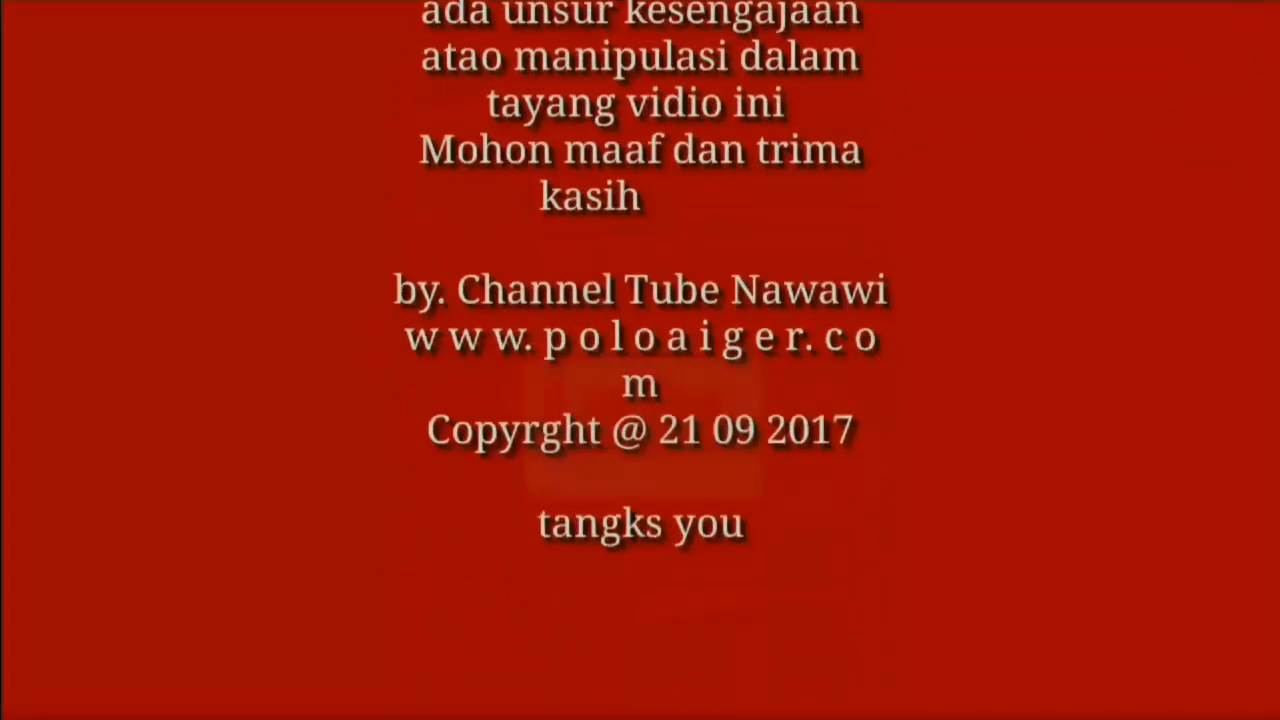 ada unsur kesengajaan
atao manipulasi dalam
tayang vidio ini
Mohon maaf dan trima
kasih
by. Channel Tube Nawawi
w w w. p o l o a i g e r. c o
m
Copyrght @ 21 09 2017
tangks you